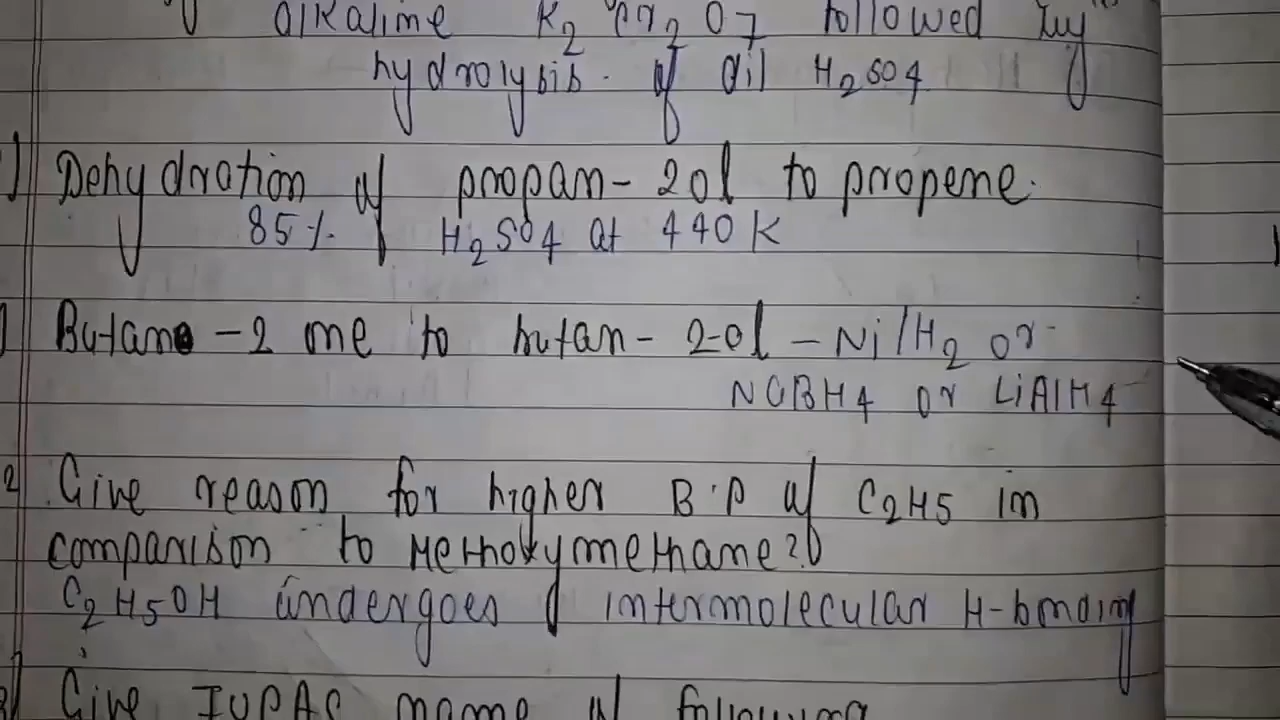 alkaline K2 Cr2 O7 followed by
hydrolysis. of dil H2SO4
) Dehydration of propan-2ol to propene.
85%. H2SO4 at 440K
) Butane-2 one to butan-2-ol - Ni/H2 or
NaBH4 or LiAlH4
2 Give reason for higher B.P of C2H5 in
comparison to Methoxymethane?
C2H5OH undergoes intermolecular H-bonding
Give IUPAC name of following